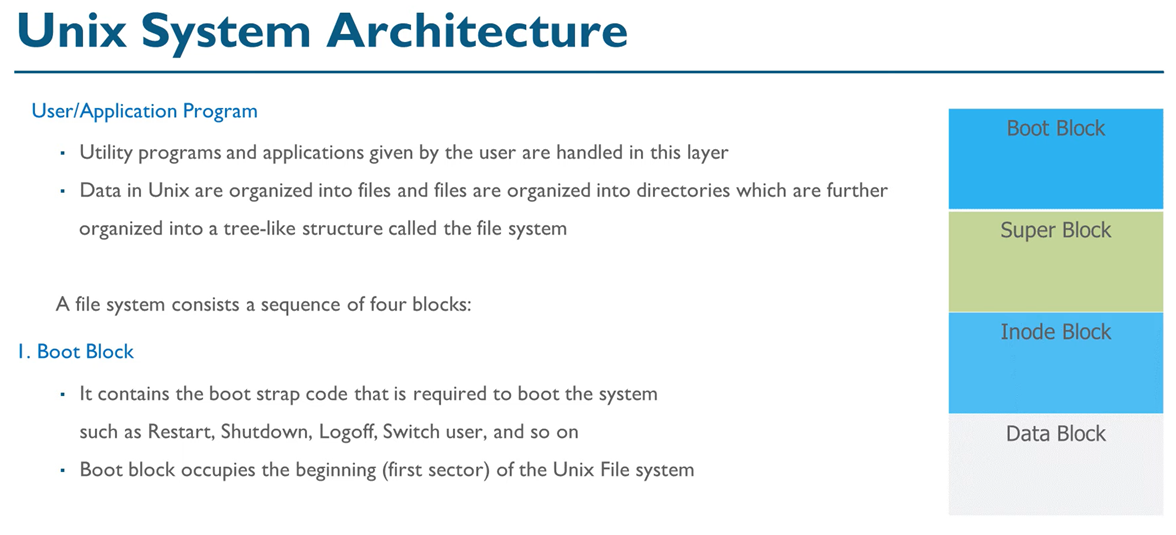 Unix System Architecture
User/Application Program
▪ Utility programs and applications given by the user are handled in this layer
▪ Data in Unix are organized into files and files are organized into directories which are further
organized into a tree-like structure called the file system
A file system consists a sequence of four blocks:
1. Boot Block
▪ It contains the boot strap code that is required to boot the system
such as Restart, Shutdown, Logoff, Switch user, and so on
▪ Boot block occupies the beginning (first sector) of the Unix File system
Boot Block
Super Block
Inode Block
Data Block